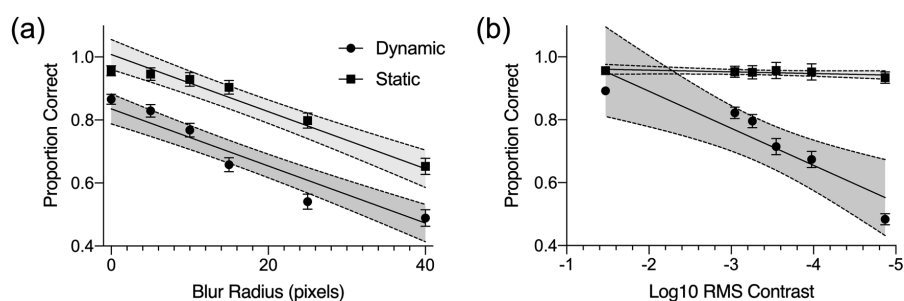 (a)
Proportion Correct
1.0
0.8
0.6
0.4
0
20
40
Blur Radius (pixels)
Dynamic
Static
(b)
Proportion Correct
1.0
0.8
0.6
0.4
-1
-2
-3
-4
-5
Log10 RMS Contrast